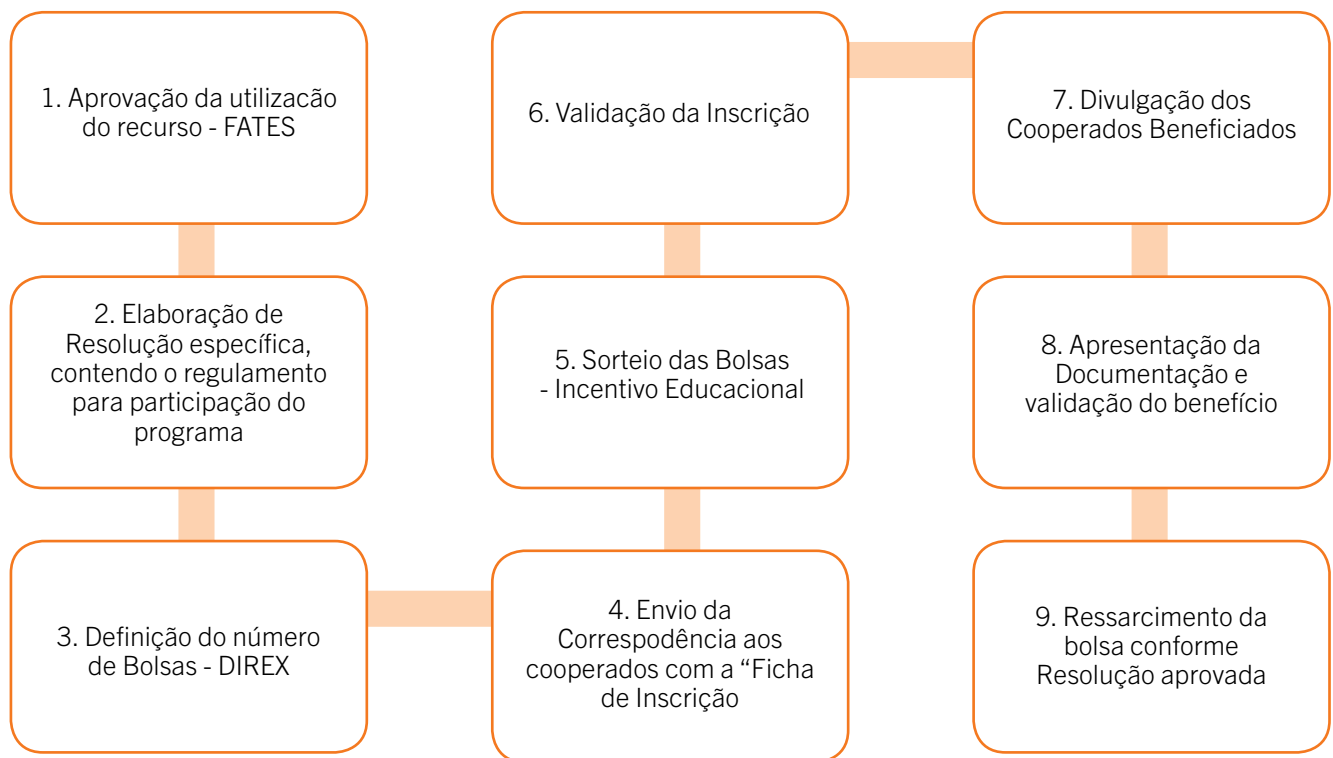 1. Aprovação da utilizacão
do recurso - FATES
2. Elaboração de
Resolução específica,
contendo o regulamento
para participação do
programa
3. Definição do número
de Bolsas - DIREX
4. Envio da
Correspodência aos
cooperados com a “Ficha
de Inscrição
5. Sorteio das Bolsas
- Incentivo Educacional
6. Validação da Inscrição
7. Divulgação dos
Cooperados Beneficiados
8. Apresentação da
Documentação e
validação do benefício
9. Ressarcimento da
bolsa conforme
Resolução aprovada